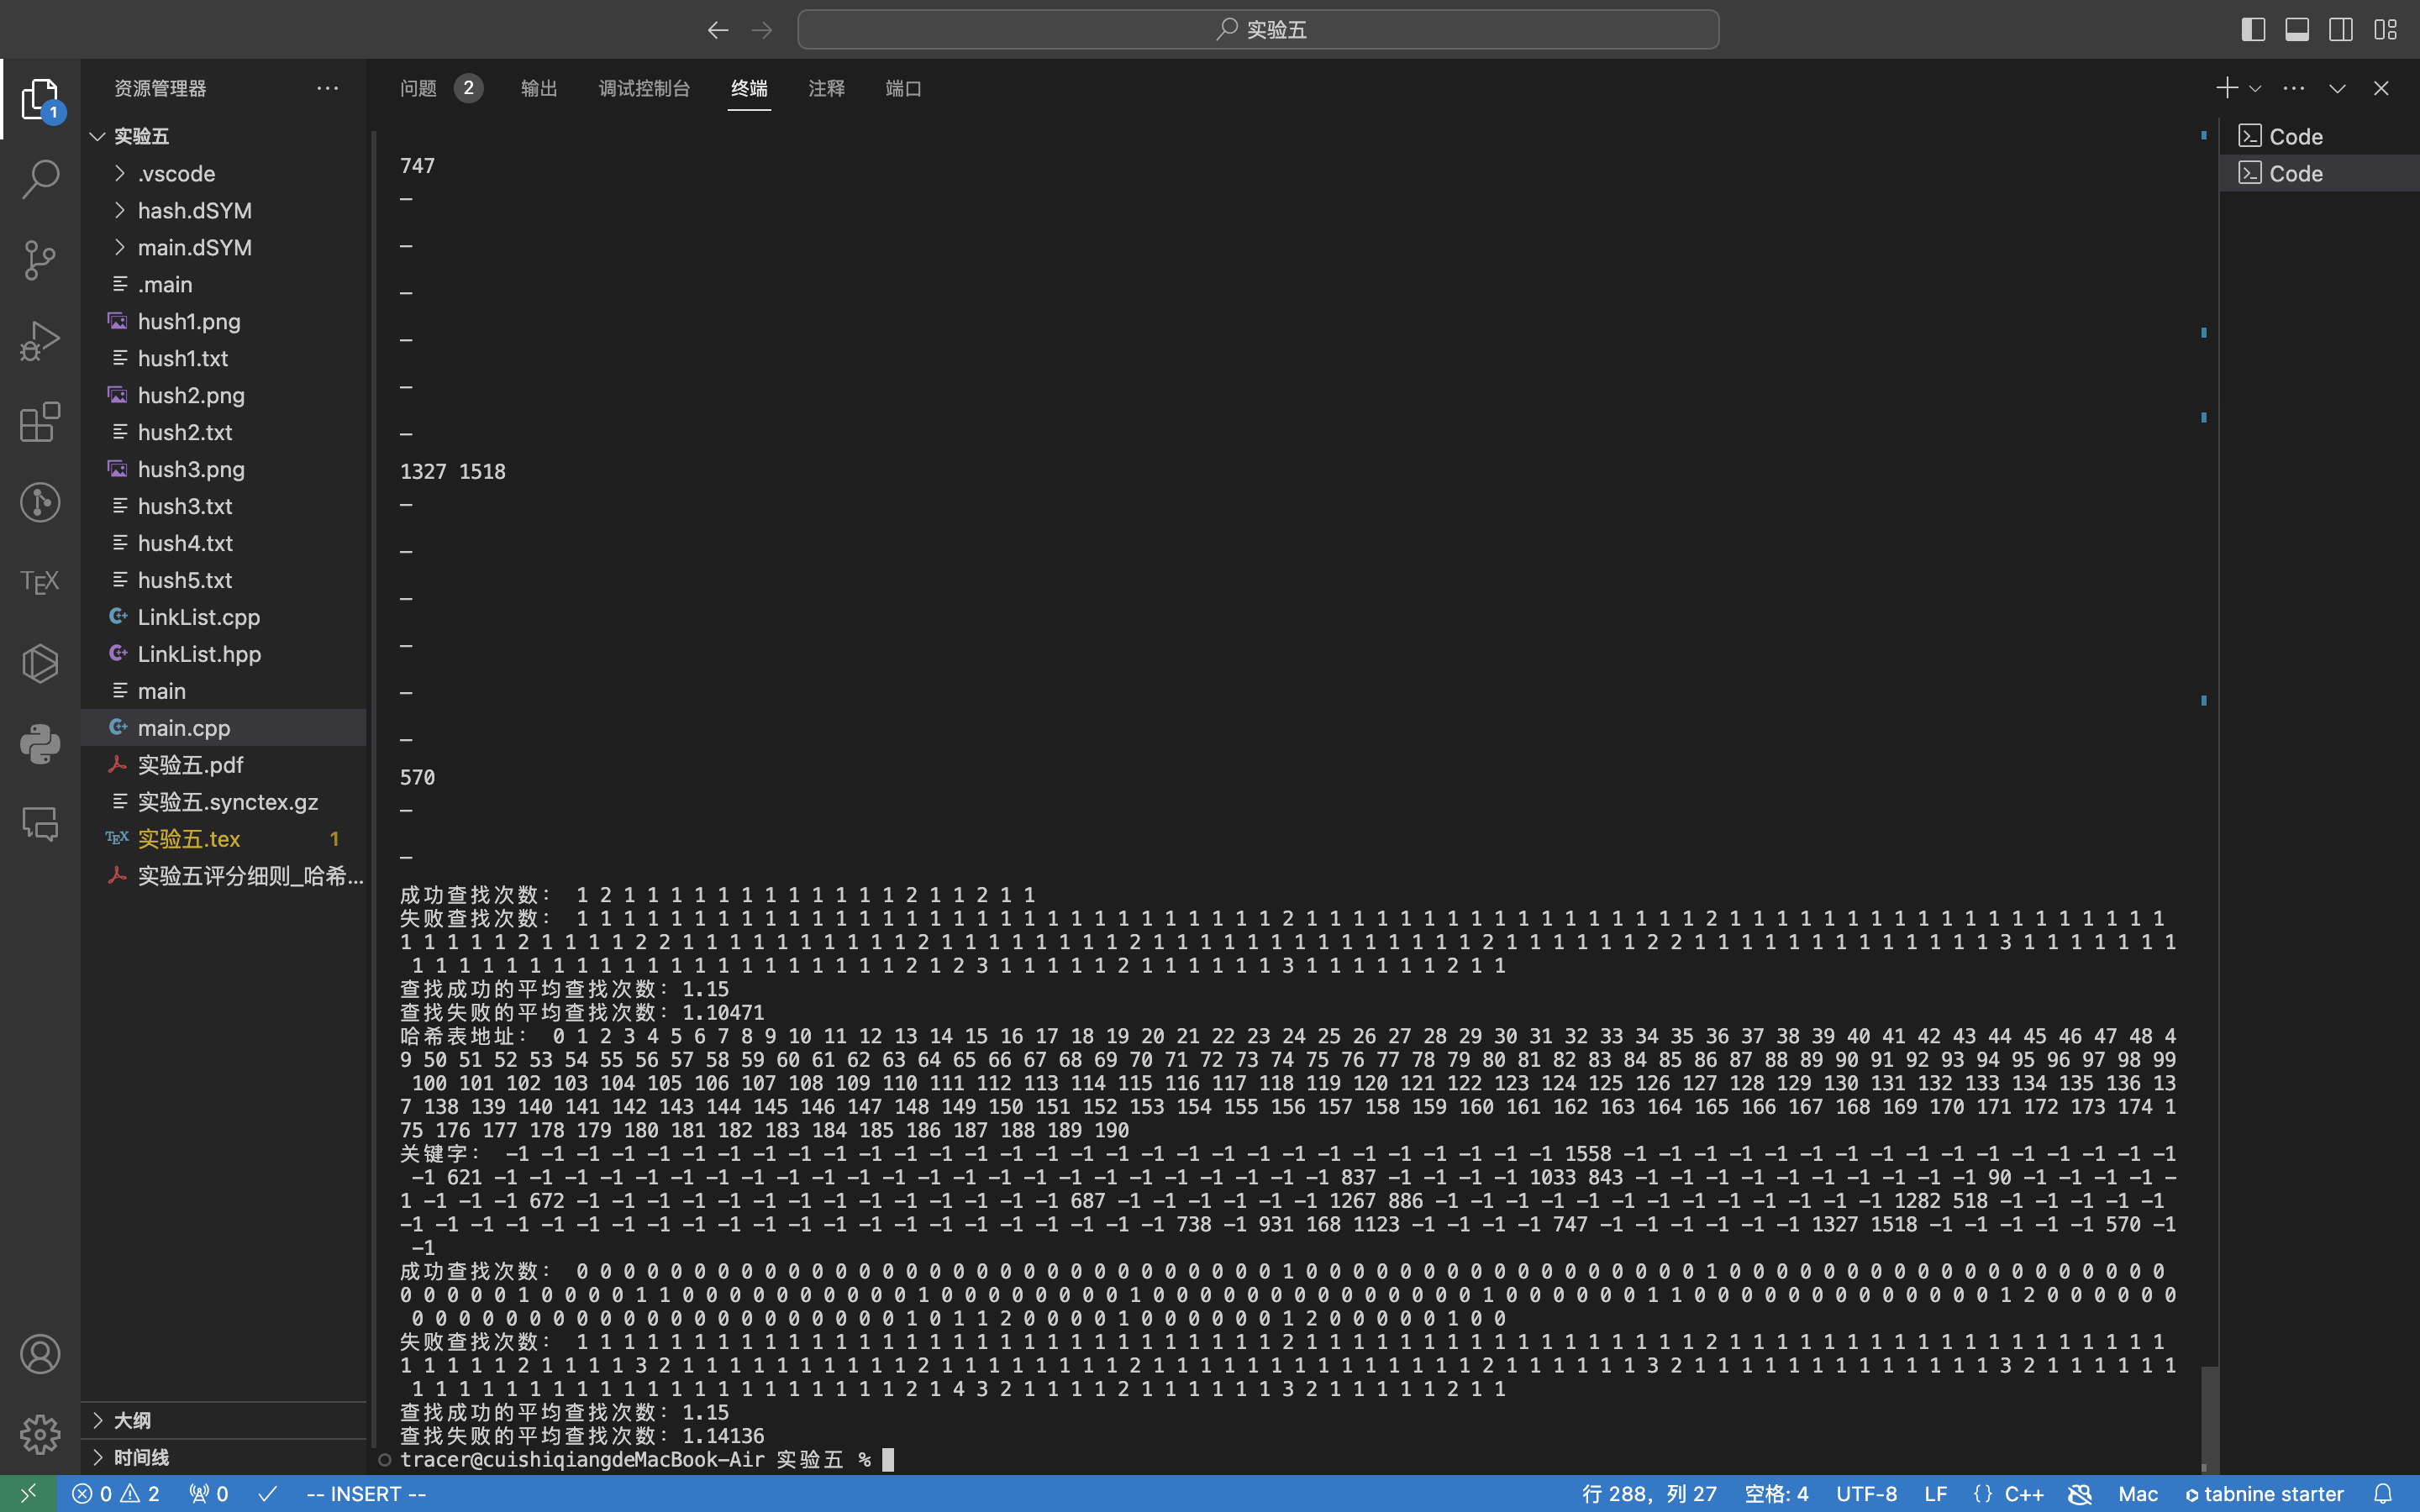 实验五
资源管理器
实验五
.vscode
hash.dSYM
main.dSYM
.main
hush1.png
hush1.txt
hush2.png
hush2.txt
hush3.png
hush3.txt
hush4.txt
hush5.txt
LinkList.cpp
LinkList.hpp
main
main.cpp
实验五.pdf
实验五.synctex.gz
实验五.tex 1
实验五评分细则_哈希...
大纲
时间线
1
TEX
问题 2 输出 调试控制台 终端 注释 端口
Code
Code
747
—
—
—
—
—
—
1327 1518
—
—
—
—
—
—
570
—
—
成功查找次数: 1 2 1 1 1 1 1 1 1 1 1 1 1 1 2 1 1 2 1 1
失败查找次数: 1 1 1 1 1 1 1 1 1 1 1 1 1 1 1 1 1 1 1 1 1 1 1 1 1 1 1 1 1 1 2 1 1 1 1 1 1 1 1 1 1 1 1 1 1 1 1 1 2 1 1 1 1 1 1 1 1 1 1 1 1 1 1 1 1 1 1 1
1 1 1 1 1 2 1 1 1 1 2 2 1 1 1 1 1 1 1 1 1 1 2 1 1 1 1 1 1 1 1 2 1 1 1 1 1 1 1 1 1 1 1 1 1 1 2 1 1 1 1 1 1 2 2 1 1 1 1 1 1 1 1 1 1 1 1 1 3 1 1 1 1 1 1 1
1 1 1 1 1 1 1 1 1 1 1 1 1 1 1 1 1 1 1 1 1 2 1 2 3 1 1 1 1 1 2 1 1 1 1 1 1 3 1 1 1 1 1 1 2 1 1
查找成功的平均查找次数: 1.15
查找失败的平均查找次数: 1.10471
哈希表地址: 0 1 2 3 4 5 6 7 8 9 10 11 12 13 14 15 16 17 18 19 20 21 22 23 24 25 26 27 28 29 30 31 32 33 34 35 36 37 38 39 40 41 42 43 44 45 46 47 48 4
9 50 51 52 53 54 55 56 57 58 59 60 61 62 63 64 65 66 67 68 69 70 71 72 73 74 75 76 77 78 79 80 81 82 83 84 85 86 87 88 89 90 91 92 93 94 95 96 97 98 99
100 101 102 103 104 105 106 107 108 109 110 111 112 113 114 115 116 117 118 119 120 121 122 123 124 125 126 127 128 129 130 131 132 133 134 135 136 13
7 138 139 140 141 142 143 144 145 146 147 148 149 150 151 152 153 154 155 156 157 158 159 160 161 162 163 164 165 166 167 168 169 170 171 172 173 174 1
75 176 177 178 179 180 181 182 183 184 185 186 187 188 189 190
关键字: -1 -1 -1 -1 -1 -1 -1 -1 -1 -1 -1 -1 -1 -1 -1 -1 -1 -1 -1 -1 -1 -1 -1 -1 -1 -1 -1 -1 -1 -1 1558 -1 -1 -1 -1 -1 -1 -1 -1 -1 -1 -1 -1 -1 -1 -1 -1
-1 621 -1 -1 -1 -1 -1 -1 -1 -1 -1 -1 -1 -1 -1 -1 -1 -1 -1 -1 -1 -1 -1 -1 -1 -1 837 -1 -1 -1 -1 1033 843 -1 -1 -1 -1 -1 -1 -1 -1 -1 -1 90 -1 -1 -1 -1 -
1 -1 -1 -1 672 -1 -1 -1 -1 -1 -1 -1 -1 -1 -1 -1 -1 -1 -1 687 -1 -1 -1 -1 -1 -1 1267 886 -1 -1 -1 -1 -1 -1 -1 -1 -1 -1 -1 -1 -1 1282 518 -1 -1 -1 -1 -1
-1 -1 -1 -1 -1 -1 -1 -1 -1 -1 -1 -1 -1 -1 -1 -1 -1 -1 -1 -1 -1 -1 738 -1 931 168 1123 -1 -1 -1 -1 747 -1 -1 -1 -1 -1 -1 1327 1518 -1 -1 -1 -1 -1 570 -1
-1
成功查找次数: 0 0 0 0 0 0 0 0 0 0 0 0 0 0 0 0 0 0 0 0 0 0 0 0 0 0 0 0 0 0 1 0 0 0 0 0 0 0 0 0 0 0 0 0 0 0 0 0 1 0 0 0 0 0 0 0 0 0 0 0 0 0 0 0 0 0 0 0
0 0 0 0 0 1 0 0 0 0 1 1 0 0 0 0 0 0 0 0 0 0 1 0 0 0 0 0 0 0 0 1 0 0 0 0 0 0 0 0 0 0 0 0 0 0 1 0 0 0 0 0 0 1 1 0 0 0 0 0 0 0 0 0 0 0 0 0 1 2 0 0 0 0 0 0
0 0 0 0 0 0 0 0 0 0 0 0 0 0 0 0 0 0 0 0 0 1 0 1 1 2 0 0 0 0 1 0 0 0 0 0 0 1 2 0 0 0 0 0 1 0 0
失败查找次数: 1 1 1 1 1 1 1 1 1 1 1 1 1 1 1 1 1 1 1 1 1 1 1 1 1 1 1 1 1 1 2 1 1 1 1 1 1 1 1 1 1 1 1 1 1 1 1 1 2 1 1 1 1 1 1 1 1 1 1 1 1 1 1 1 1 1 1 1
1 1 1 1 1 2 1 1 1 1 3 2 1 1 1 1 1 1 1 1 1 1 2 1 1 1 1 1 1 1 1 2 1 1 1 1 1 1 1 1 1 1 1 1 1 1 2 1 1 1 1 1 1 3 2 1 1 1 1 1 1 1 1 1 1 1 1 1 3 2 1 1 1 1 1 1
1 1 1 1 1 1 1 1 1 1 1 1 1 1 1 1 1 1 1 1 1 2 1 4 3 2 1 1 1 1 2 1 1 1 1 1 1 3 2 1 1 1 1 1 2 1 1
查找成功的平均查找次数: 1.15
查找失败的平均查找次数: 1.14136
tracer@cuishiqiangdeMacBook-Air 实验五 %
0 2 0 -- INSERT -- 行 288, 列 27 空格: 4 UTF-8 LF {} C++ Mac tabnine starter